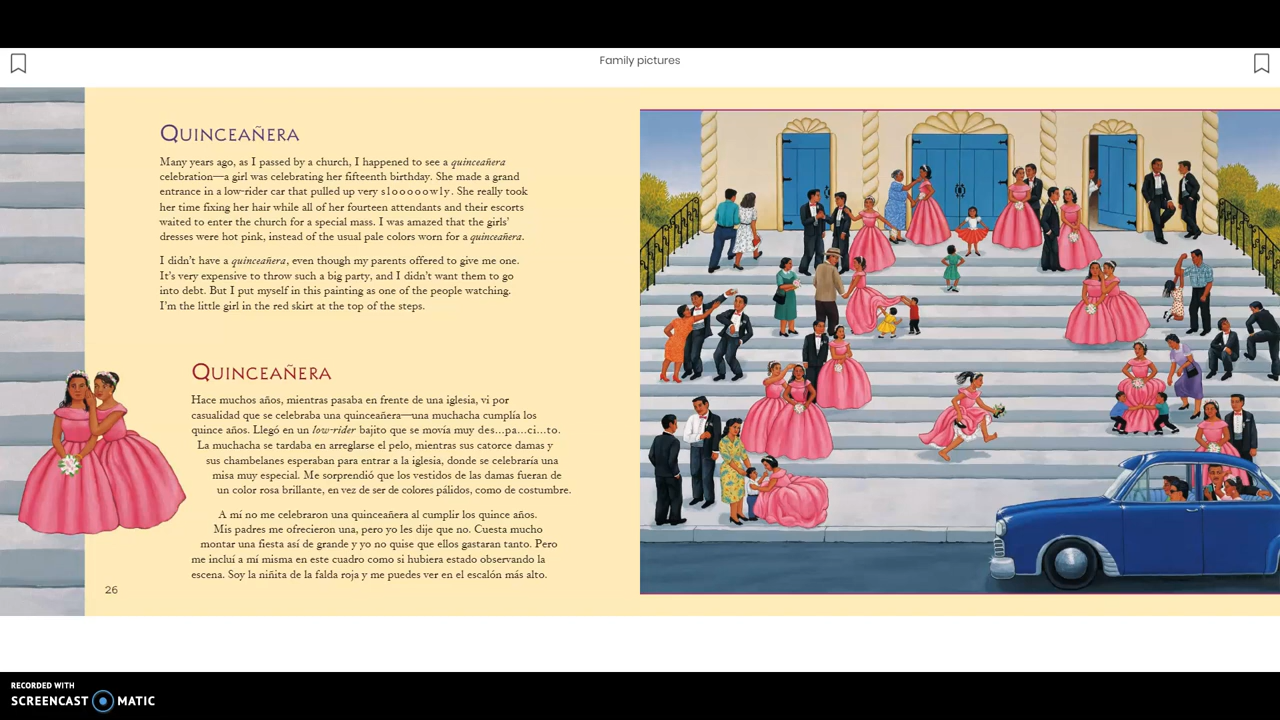 Family pictures
QUINCEAÑERA
Many years ago, as I passed by a church, I happened to see a quinceañera
celebration—a girl was celebrating her fifteenth birthday. She made a grand
entrance in a low-rider car that pulled up very slooooowly. She really took
her time fixing her hair while all of her fourteen attendants and their escorts
waited to enter the church for a special mass. I was amazed that the girls'
dresses were hot pink, instead of the usual pale colors worn for a quinceañera.
I didn't have a quinceañera, even though my parents offered to give me one.
It's very expensive to throw such a big party, and I didn't want them to go
into debt. But I put myself in this painting as one of the people watching.
I'm the little girl in the red skirt at the top of the steps.
QUINCEAÑERA
Hace muchos años, mientras pasaba en frente de una iglesia, vi por
casualidad que se celebraba una quinceañera—una muchacha cumplía los
quince años. Llegó en un low-rider bajito que se movía muy des...pa...ci...to.
La muchacha se tardaba en arreglarse el pelo, mientras sus catorce damas y
sus chambelanes esperaban para entrar a la iglesia, donde se celebraría una
misa muy especial. Me sorprendió que los vestidos de las damas fueran de
un color rosa brillante, en vez de ser de colores pálidos, como de costumbre.
A mí no me celebraron una quinceañera al cumplir los quince años.
Mis padres me ofrecieron una, pero yo les dije que no. Cuesta mucho
montar una fiesta así de grande y yo no quise que ellos gastaran tanto. Pero
me incluí a mí misma en este cuadro como si hubiera estado observando la
escena. Soy la niñita de la falda roja y me puedes ver en el escalón más alto.
26
RECORDED WITH
SCREENCAST MATIC